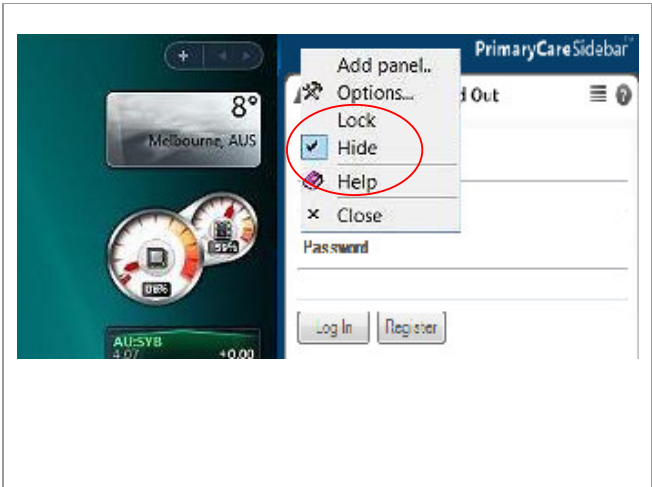 PrimaryCareSidebar™
Add panel..
Options...
d Out
Lock
Hide
Help
Close
Password
Log In
Register
8°
Melbourne, AUS
AU:SYB
4.07 +0.00